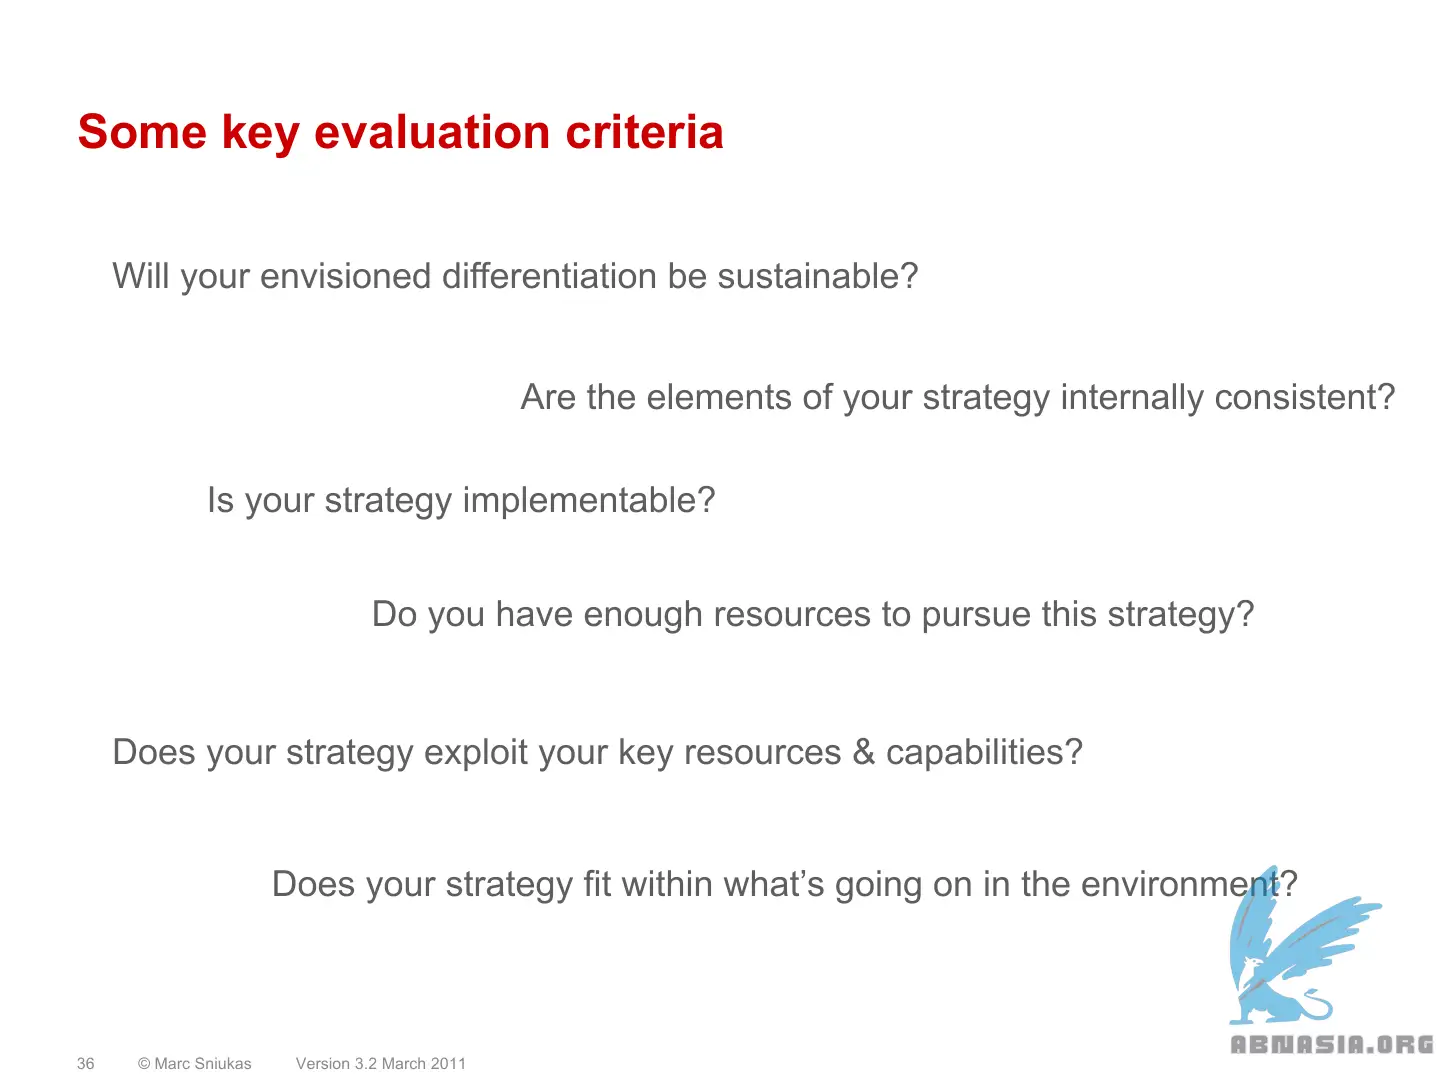 Some key evaluation criteria
Will your envisioned differentiation be sustainable?
Are the elements of your strategy internally consistent?
Is your strategy implementable?
Do you have enough resources to pursue this strategy?
Does your strategy exploit your key resources & capabilities?
Does your strategy fit within what’s going on in the environment?
ABNASIA.ORG
36 © Marc Sniukas Version 3.2 March 2011